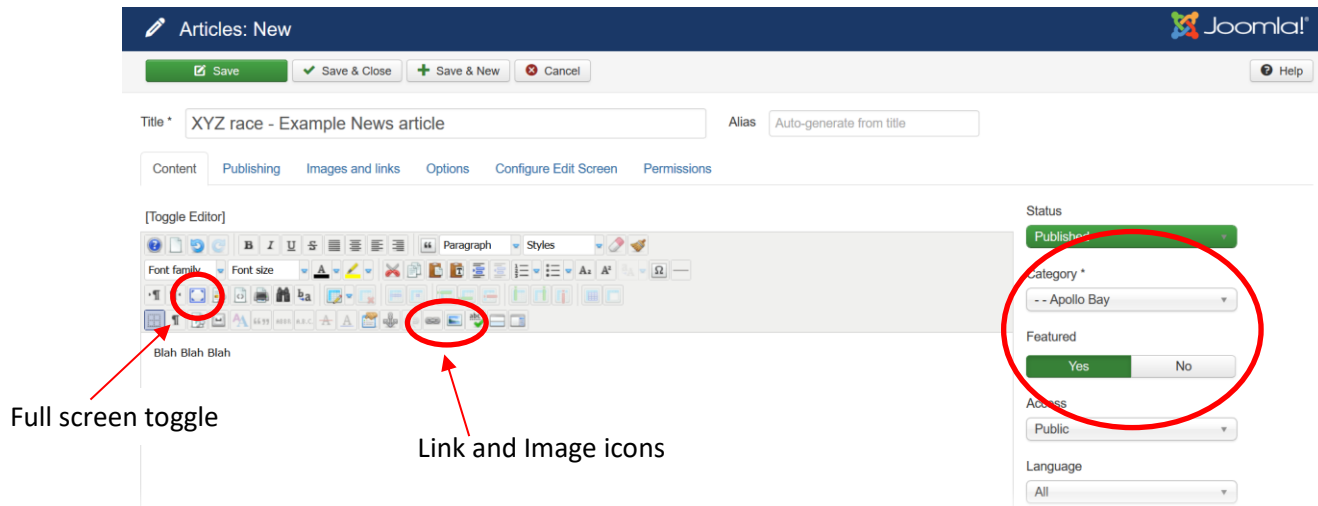 Articles: New
Joomla!®
Save
Save & Close
Save & New
Cancel
Help
Title *
XYZ race - Example News article
Alias
Auto-generate from title
Content
Publishing
Images and links
Options
Configure Edit Screen
Permissions
[Toggle Editor]
B I U S Paragraph Styles
Font family Font size A A₂ A² Ω
Blah Blah Blah
Status
Published
Category *
- - Apollo Bay
Featured
Yes No
Access
Public
Language
All
Full screen toggle
Link and Image icons